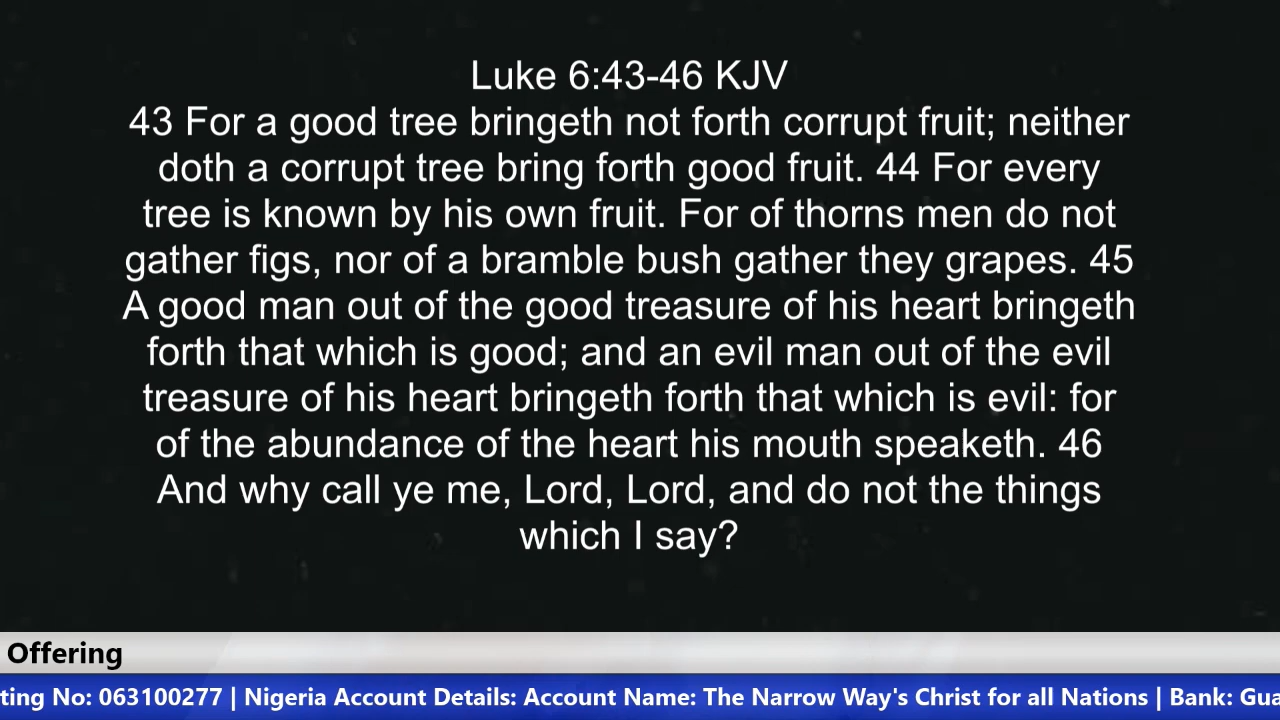 Luke 6:43-46 KJV
43 For a good tree bringeth not forth corrupt fruit; neither
doth a corrupt tree bring forth good fruit. 44 For every
tree is known by his own fruit. For of thorns men do not
gather figs, nor of a bramble bush gather they grapes. 45
A good man out of the good treasure of his heart bringeth
forth that which is good; and an evil man out of the evil
treasure of his heart bringeth forth that which is evil: for
of the abundance of the heart his mouth speaketh. 46
And why call ye me, Lord, Lord, and do not the things
which I say?
Offering
ting No: 063100277 | Nigeria Account Details: Account Name: The Narrow Way's Christ for all Nations | Bank: Gua